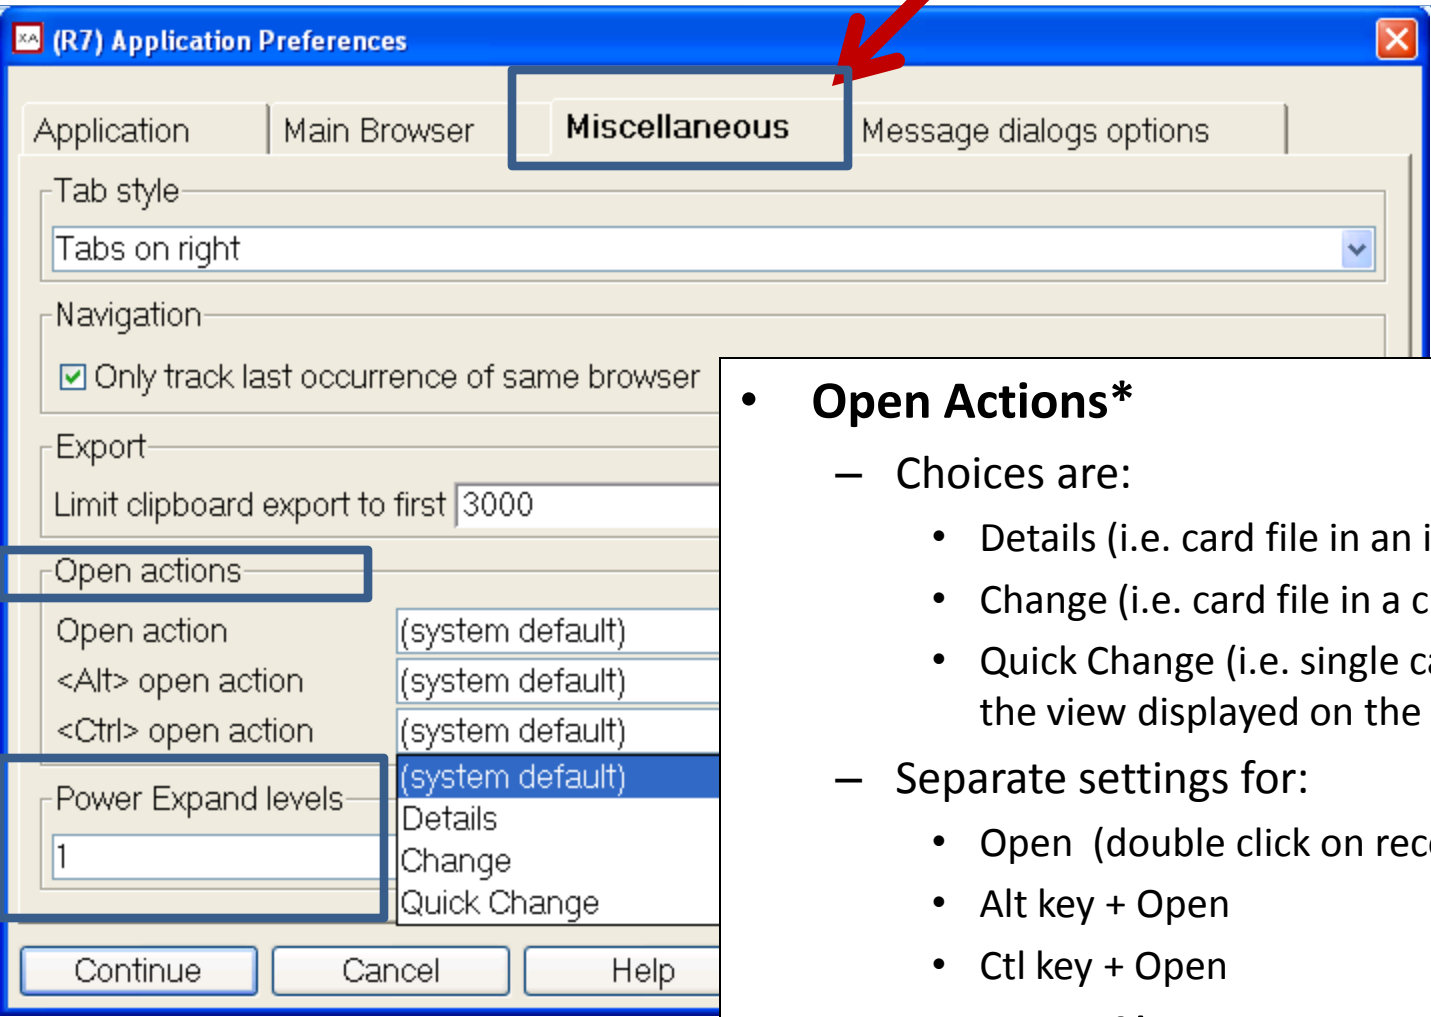 XA (R7) Application Preferences
Application Main Browser Miscellaneous Message dialogs options
Tab style
Tabs on right
Navigation
Only track last occurrence of same browser
Export
Limit clipboard export to first 3000
Open actions
Open action (system default)
<Alt> open action (system default)
<Ctrl> open action (system default)
(system default)
Details
Change
Quick Change
Power Expand levels
1
Continue Cancel Help
• Open Actions*
– Choices are:
• Details (i.e. card file in an
• Change (i.e. card file in a
• Quick Change (i.e. single
the view displayed on the
– Separate settings for:
• Open (double click on
• Alt key + Open
• Ctl key + Open